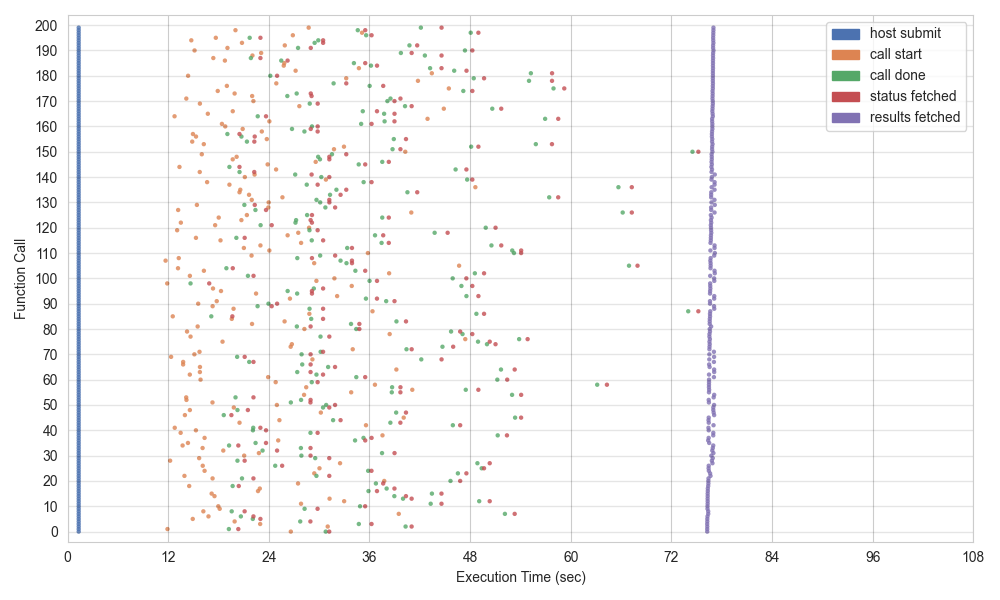 200
190
180
170
160
150
140
130
120
110
100
90
80
70
60
50
40
30
20
10
0
Function Call
host submit
call start
call done
status fetched
results fetched
0 12 24 36 48 60 72 84 96 108
Execution Time (sec)